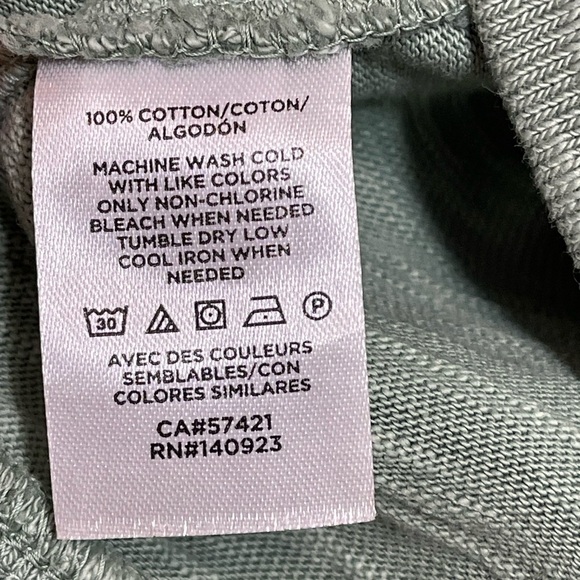 100% COTTON/COTON/
ALGODÓN
MACHINE WASH COLD
WITH LIKE COLORS
ONLY NON-CHLORINE
BLEACH WHEN NEEDED
TUMBLE DRY LOW
COOL IRON WHEN
NEEDED
30 P
AVEC DES COULEURS
SEMBLABLES/CON
COLORES SIMILARES
CA#57421
RN#140923